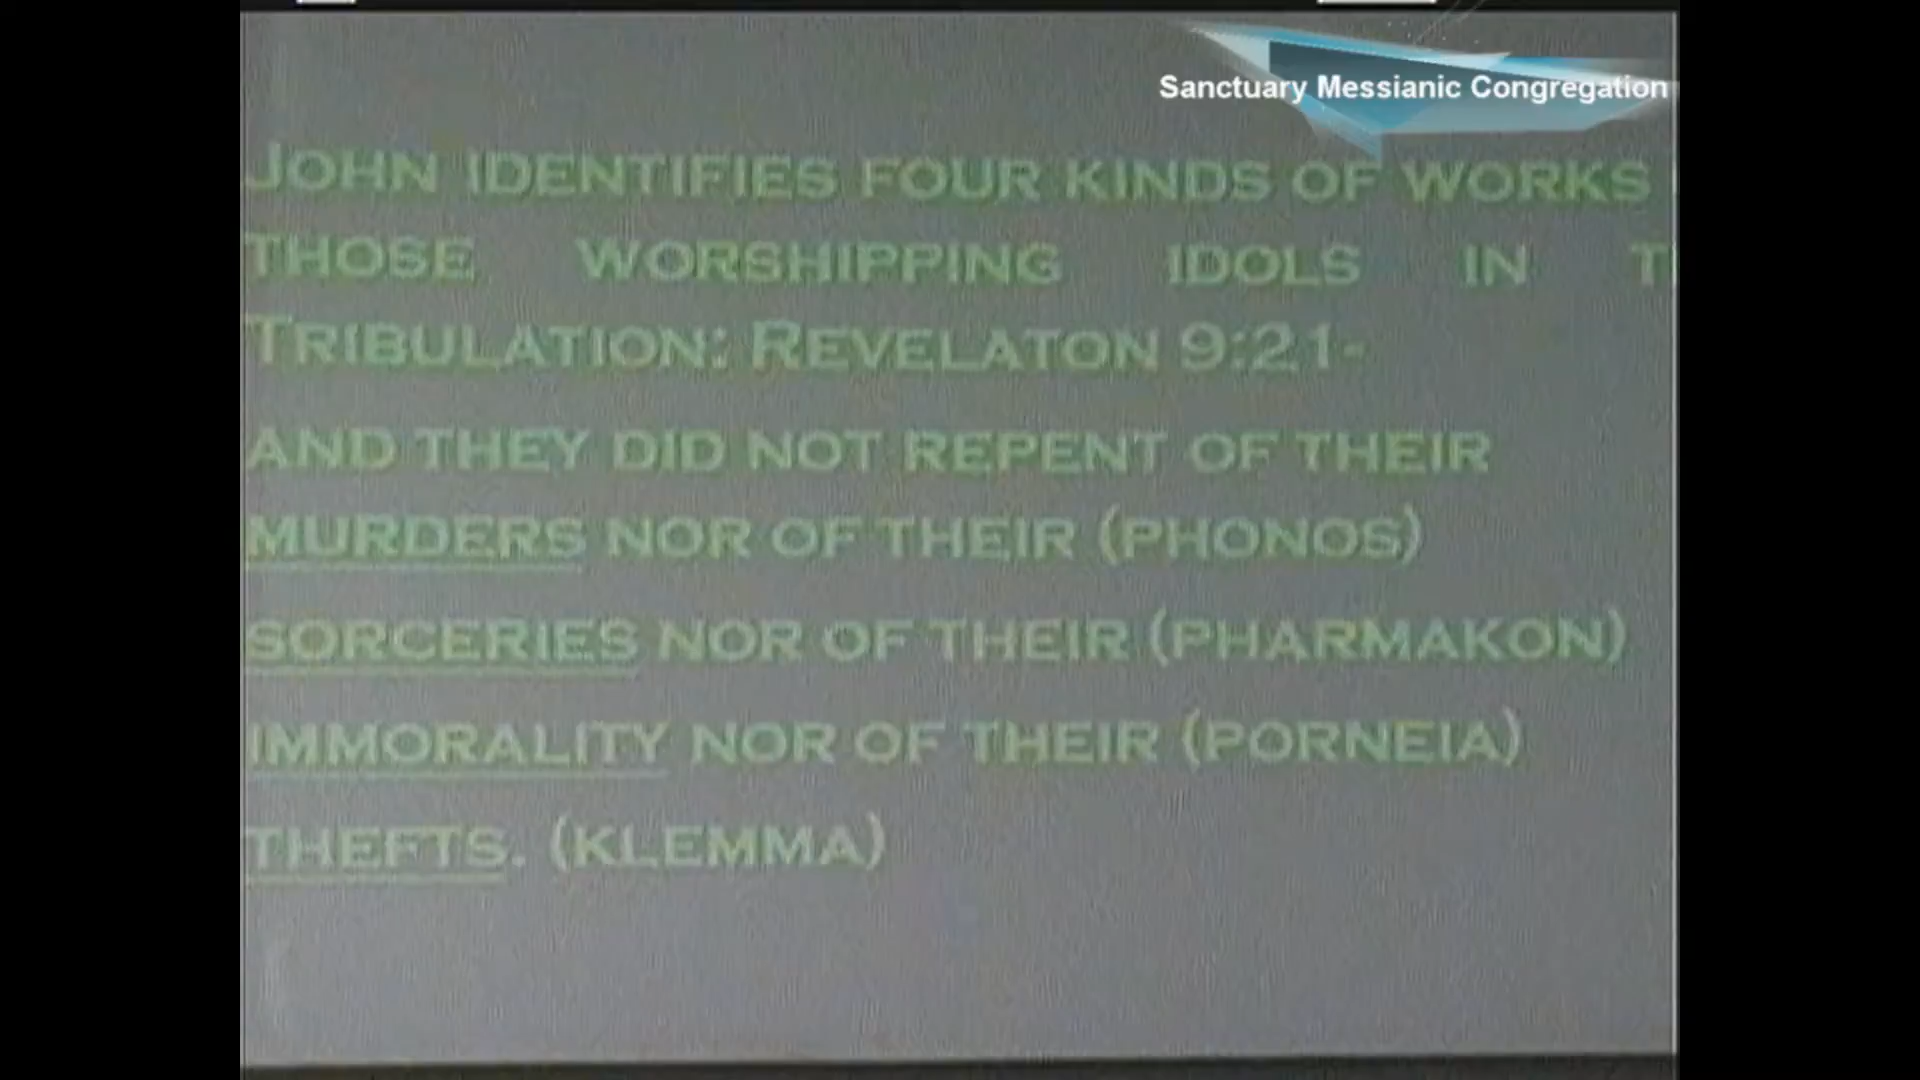 Sanctuary Messianic Congregation
JOHN IDENTIFIES FOUR KINDS OF WORKS
THOSE WORSHIPPING IDOLS IN T
TRIBULATION: REVELATON 9:21-
AND THEY DID NOT REPENT OF THEIR
MURDERS NOR OF THEIR (PHONOS)
SORCERIES NOR OF THEIR (PHARMAKON)
IMMORALITY NOR OF THEIR (PORNEIA)
THEFTS. (KLEMMA)